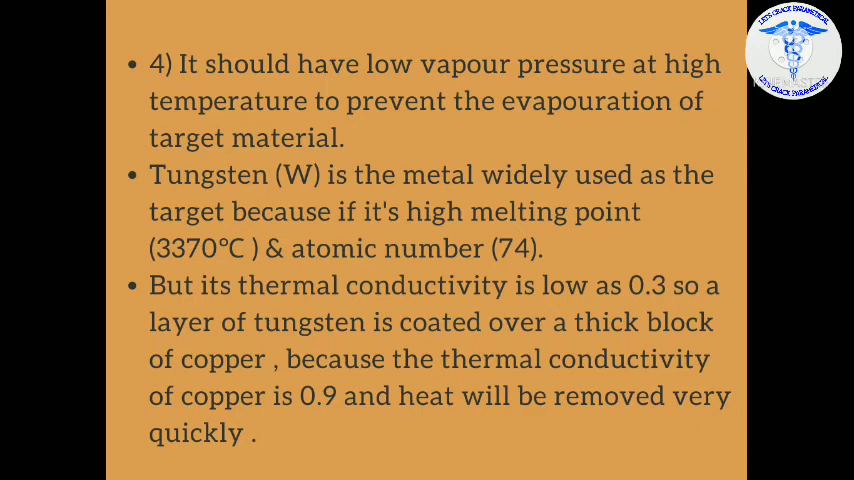 LET'S CRACK PARAMEDICAL
• 4) It should have low vapour pressure at high
temperature to prevent the evapouration of
target material.
• Tungsten (W) is the metal widely used as the
target because if it's high melting point
(3370°C ) & atomic number (74).
• But its thermal conductivity is low as 0.3 so a
layer of tungsten is coated over a thick block
of copper , because the thermal conductivity
of copper is 0.9 and heat will be removed very
quickly .
LET'S CRACK PARAMEDICAL